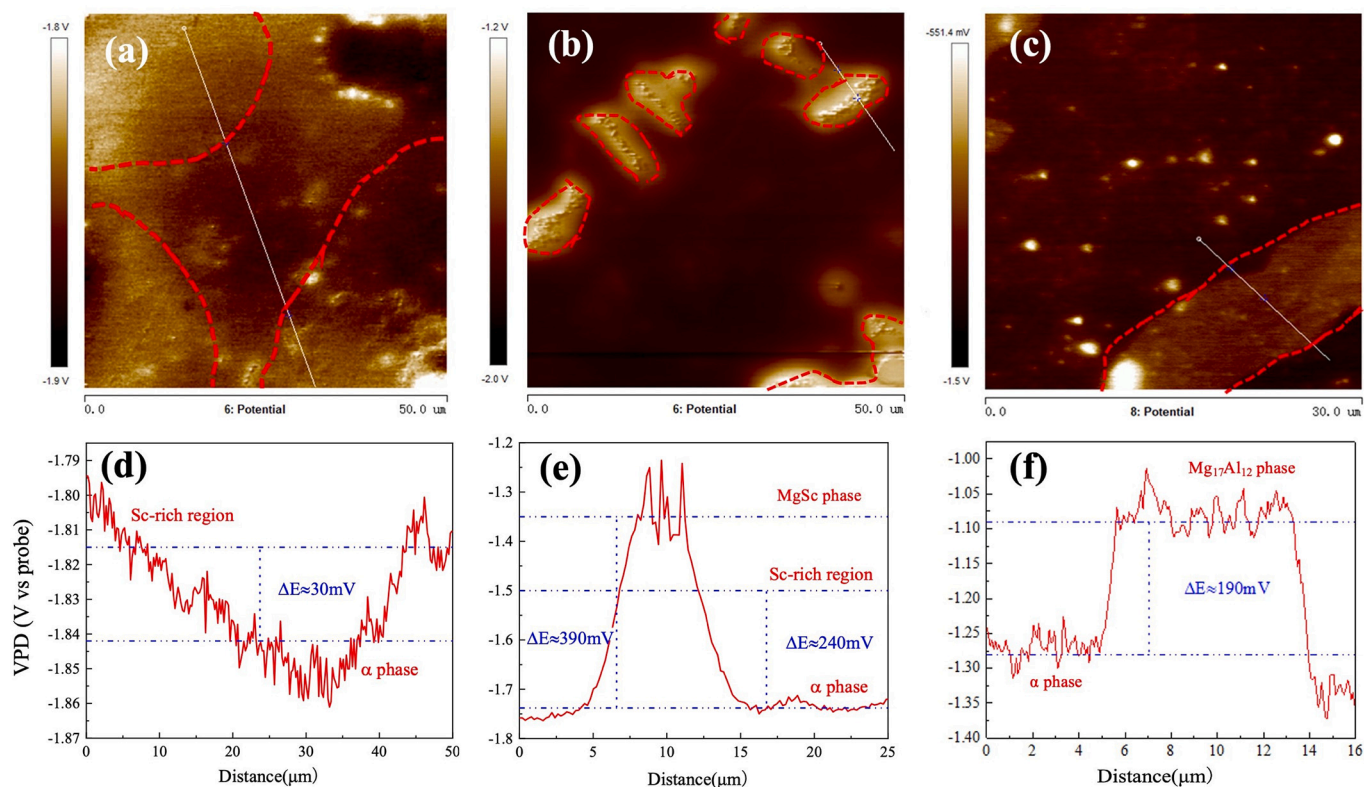 -1.8 V
(a)
-1.9 V
0.0
6: Potential
50.0 um
-1.2 V
(b)
-2.0 V
0.0
6: Potential
50.0 um
-551.4 mV
(c)
-1.5 V
0.0
8: Potential
30.0 um
VPD (V vs probe)
-1.79
-1.80
-1.81
-1.82
-1.83
-1.84
-1.85
-1.86
-1.87
(d)
Sc-rich region
ΔE≈30mV
α phase
0 10 20 30 40 50
Distance(μm)
-1.2
-1.3
-1.4
-1.5
-1.6
-1.7
-1.8
(e)
MgSc phase
Sc-rich region
ΔE≈390mV
ΔE≈240mV
α phase
0 5 10 15 20 25
Distance(μm)
-1.00
-1.05
-1.10
-1.15
-1.20
-1.25
-1.30
-1.35
-1.40
(f)
Mg₁₇Al₁₂ phase
ΔE≈190mV
α phase
0 2 4 6 8 10 12 14 16
Distance(μm)